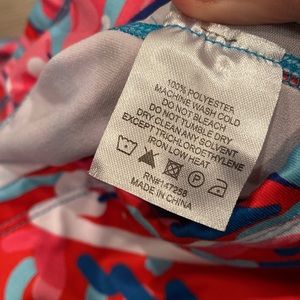 100% POLYESTER
MACHINE WASH COLD
DO NOT BLEACH
DO NOT TUMBLE DRY
DRY CLEAN ANY SOLVENT
EXCEPT TRICHLOROETHYLENE
IRON LOW HEAT
P
RN#147258
MADE IN CHINA